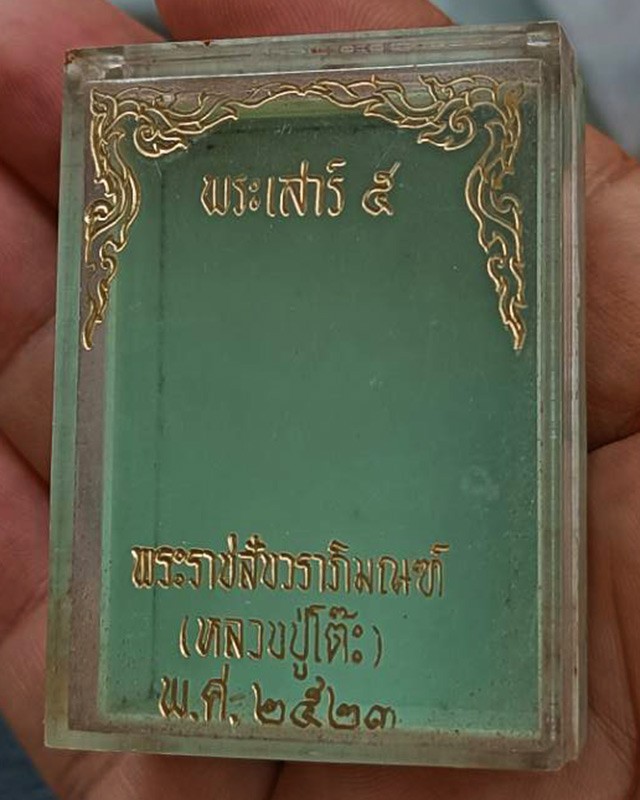 พระเสาร์ ๕
พระราชสังวราภิมณฑ์
(หลวงปู่โต๊ะ)
พ.ศ. ๒๕๒๓